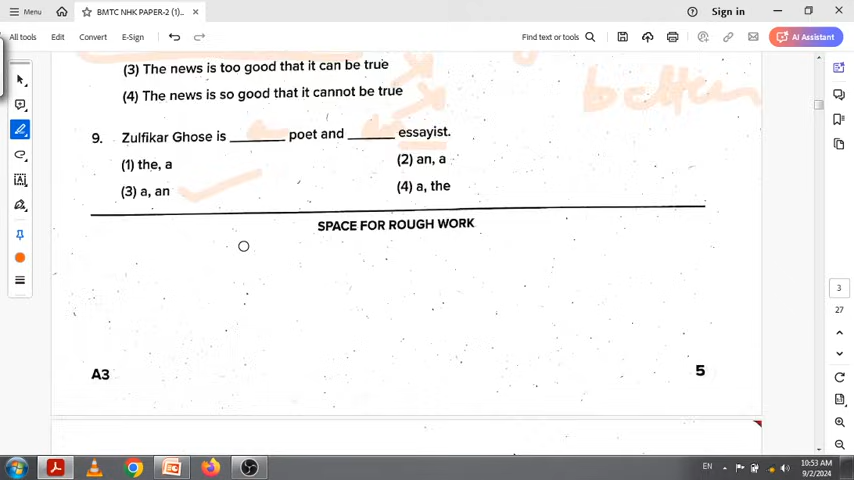 Menu
BMTC NHK PAPER-2 (1)...
Sign in
All tools
Edit
Convert
E-Sign
Find text or tools
AI Assistant
(3) The news is too good that it can be true
(4) The news is so good that it cannot be true
better
9. Zulfikar Ghose is ______ poet and ______ essayist.
(1) the, a
(2) an, a
(3) a, an
(4) a, the
SPACE FOR ROUGH WORK
3
27
A3
5
EN
10:53 AM
9/2/2024